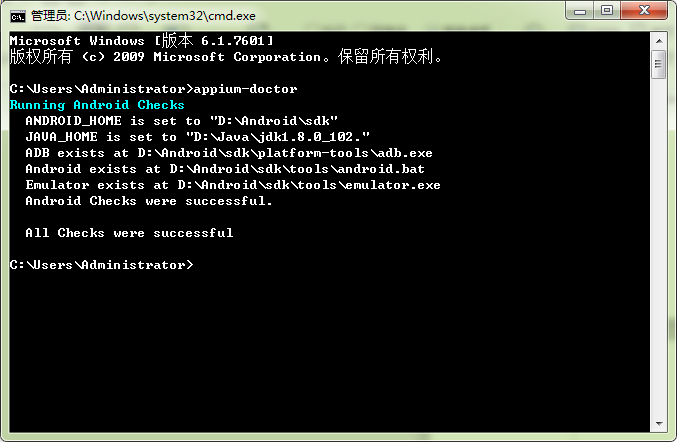 管理员: C:\Windows\system32\cmd.exe
Microsoft Windows [版本 6.1.7601]
版权所有 (c) 2009 Microsoft Corporation。保留所有权利。
C:\Users\Administrator>appium-doctor
Running Android Checks
ANDROID_HOME is set to "D:\Android\sdk"
JAVA_HOME is set to "D:\Java\jdk1.8.0_102."
ADB exists at D:\Android\sdk\platform-tools\adb.exe
Android exists at D:\Android\sdk\tools\android.bat
Emulator exists at D:\Android\sdk\tools\emulator.exe
Android Checks were successful.
All Checks were successful
C:\Users\Administrator>